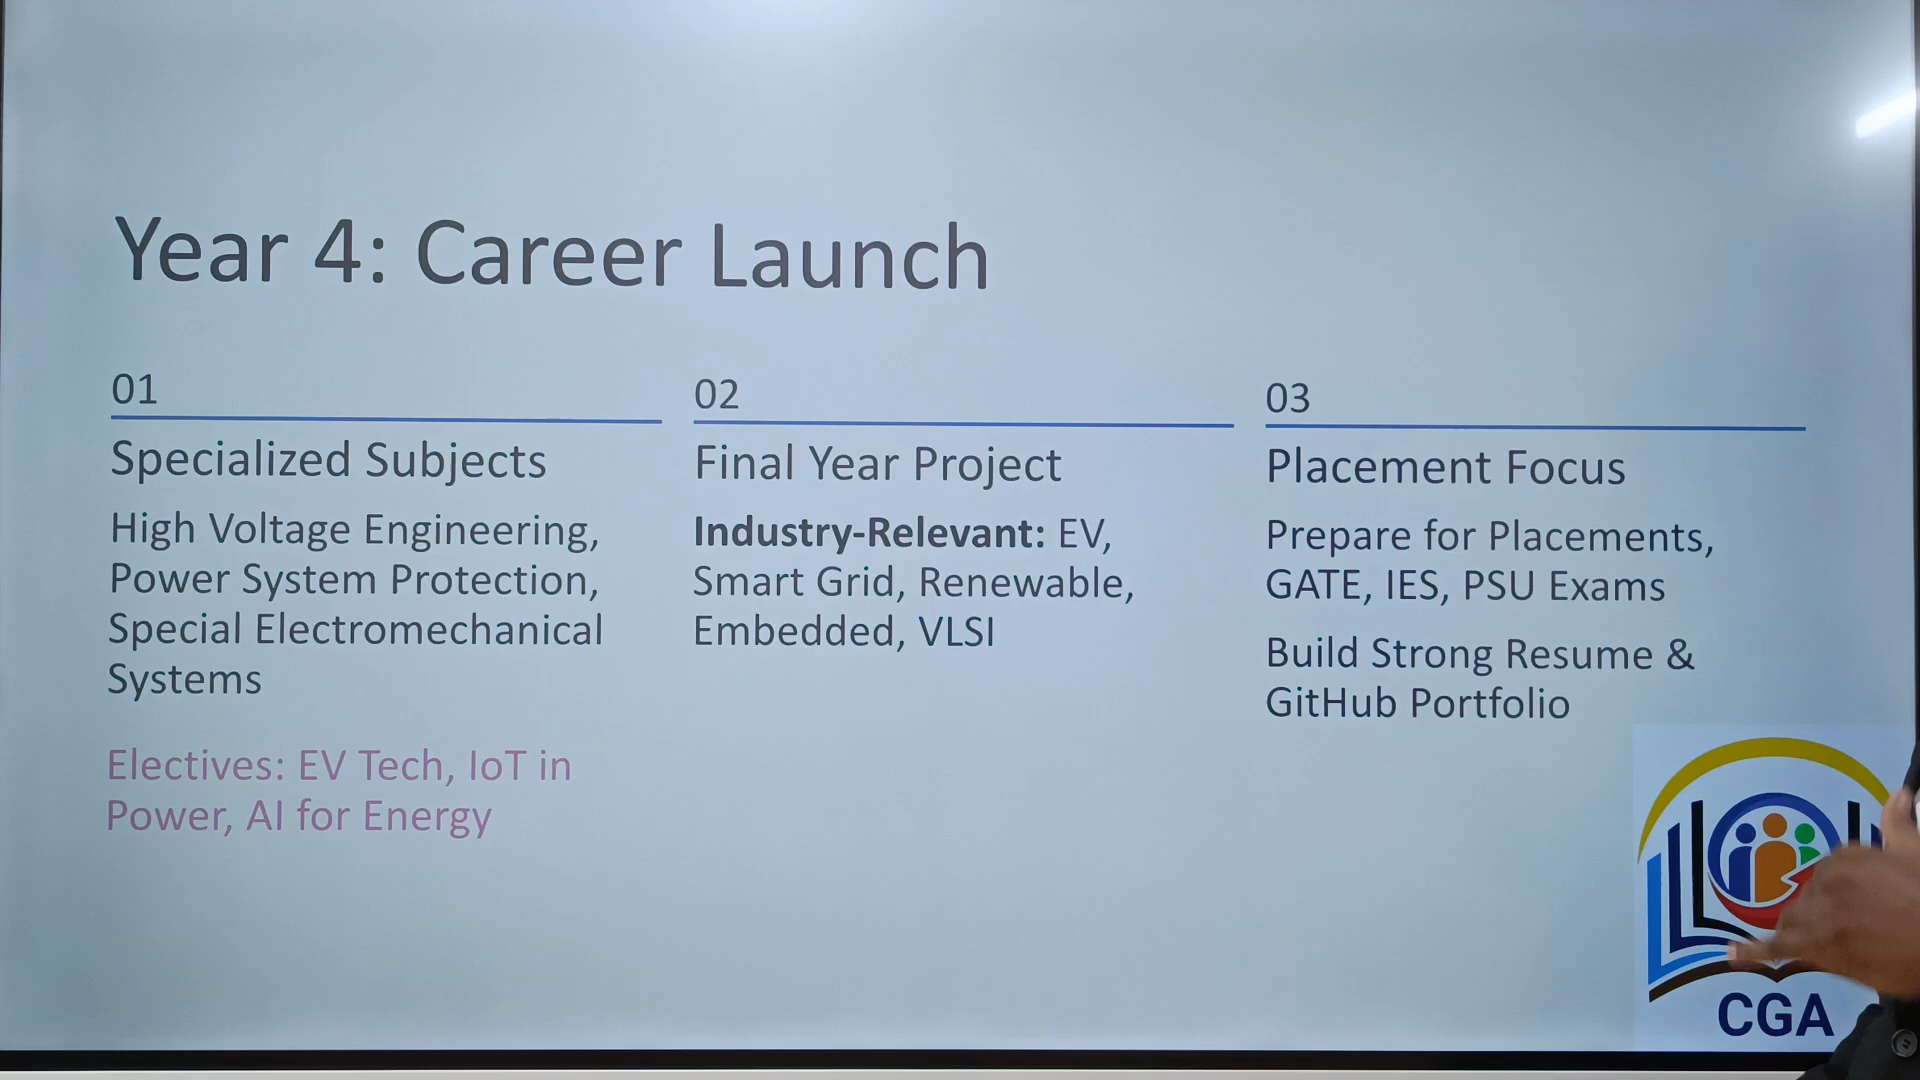 Year 4: Career Launch
01
Specialized Subjects
High Voltage Engineering,
Power System Protection,
Special Electromechanical
Systems
Electives: EV Tech, IoT in
Power, AI for Energy
02
Final Year Project
Industry-Relevant: EV,
Smart Grid, Renewable,
Embedded, VLSI
03
Placement Focus
Prepare for Placements,
GATE, IES, PSU Exams
Build Strong Resume &
GitHub Portfolio
CGA